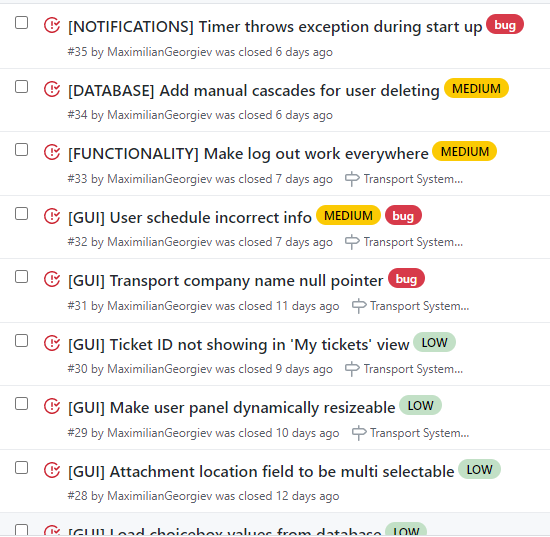 [NOTIFICATIONS] Timer throws exception during start up bug
#35 by MaximilianGeorgiev was closed 6 days ago
[DATABASE] Add manual cascades for user deleting MEDIUM
#34 by MaximilianGeorgiev was closed 6 days ago
[FUNCTIONALITY] Make log out work everywhere MEDIUM
#33 by MaximilianGeorgiev was closed 7 days ago Transport System...
[GUI] User schedule incorrect info MEDIUM bug
#32 by MaximilianGeorgiev was closed 7 days ago Transport System...
[GUI] Transport company name null pointer bug
#31 by MaximilianGeorgiev was closed 11 days ago Transport System...
[GUI] Ticket ID not showing in 'My tickets' view LOW
#30 by MaximilianGeorgiev was closed 9 days ago Transport System...
[GUI] Make user panel dynamically resizeable LOW
#29 by MaximilianGeorgiev was closed 10 days ago Transport System...
[GUI] Attachment location field to be multi selectable LOW
#28 by MaximilianGeorgiev was closed 12 days ago
[GUI] Load choicebox values from database LOW